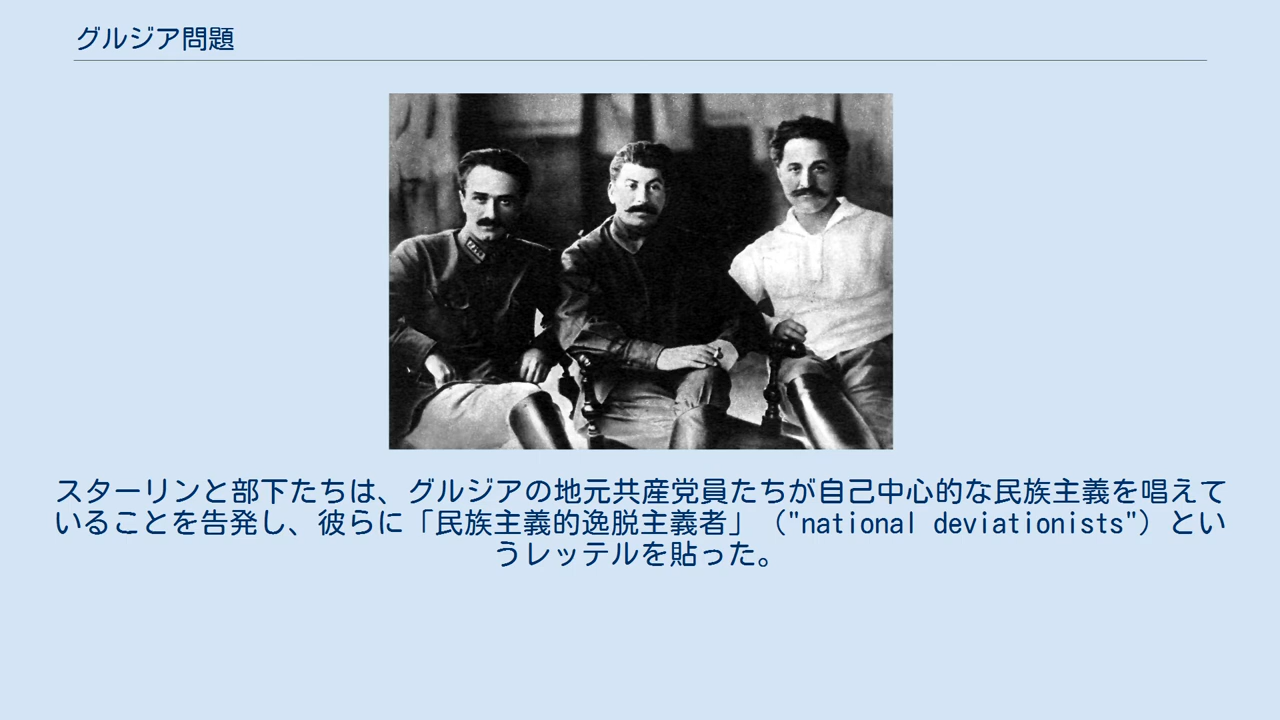 グルジア問題
スターリンと部下たちは、グルジアの地元共産党員たちが自己中心的な民族主義を唱えて
いることを告発し、彼らに「民族主義的逸脱主義者」（"national deviationists"）とい
うレッテルを貼った。